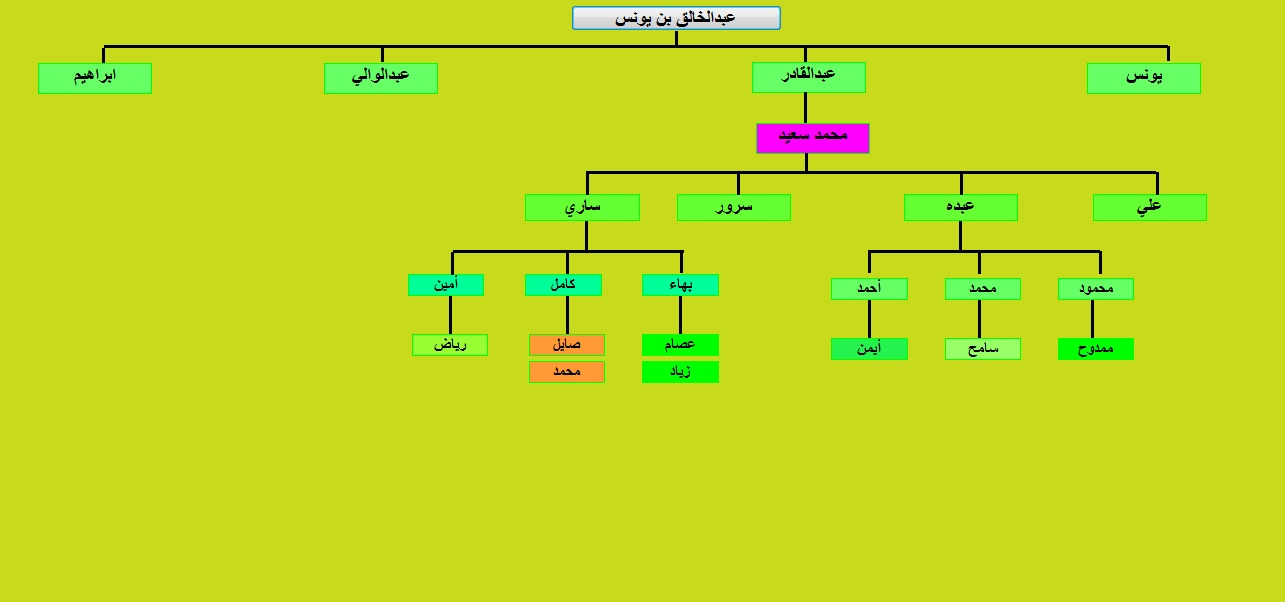 عبدالخالق بن يونس
يونس
عبدالقادر
عبدالوالي
ابراهيم
محمد سعيد
علي
عبده
سرور
ساري
محمود
محمد
أحمد
بهاء
كامل
أمين
ممدوح
سامح
أيمن
عصام
صايل
رياض
زياد
محمد